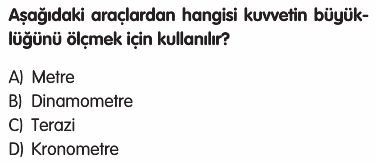 Aşağıdaki araçlardan hangisi kuvvetin büyük-
lüğünü ölçmek için kullanılır?
A) Metre
B) Dinamometre
C) Terazi
D) Kronometre